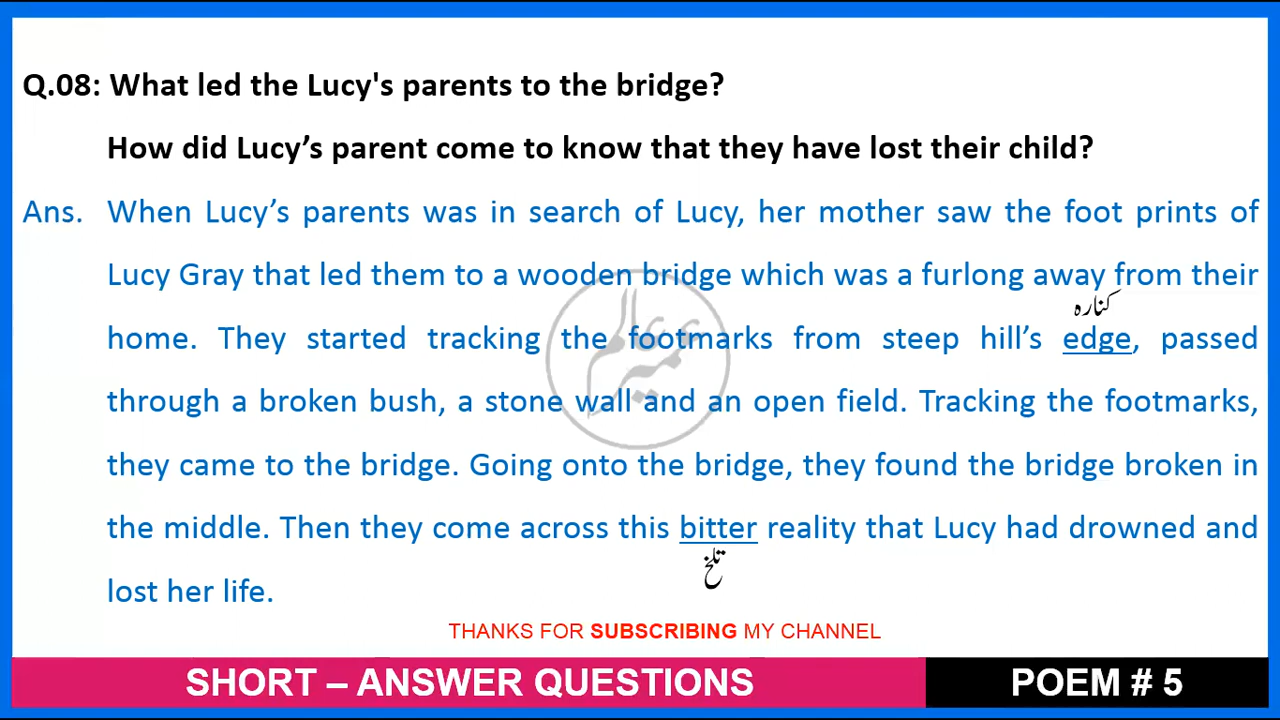 Q.08: What led the Lucy's parents to the bridge?
How did Lucy’s parent come to know that they have lost their child?
Ans. When Lucy’s parents was in search of Lucy, her mother saw the foot prints of
Lucy Gray that led them to a wooden bridge which was a furlong away from their
کنارہ
home. They started tracking the footmarks from steep hill’s edge, passed
through a broken bush, a stone wall and an open field. Tracking the footmarks,
they came to the bridge. Going onto the bridge, they found the bridge broken in
the middle. Then they come across this bitter reality that Lucy had drowned and
تلخ
lost her life.
THANKS FOR SUBSCRIBING MY CHANNEL
SHORT – ANSWER QUESTIONS
POEM # 5